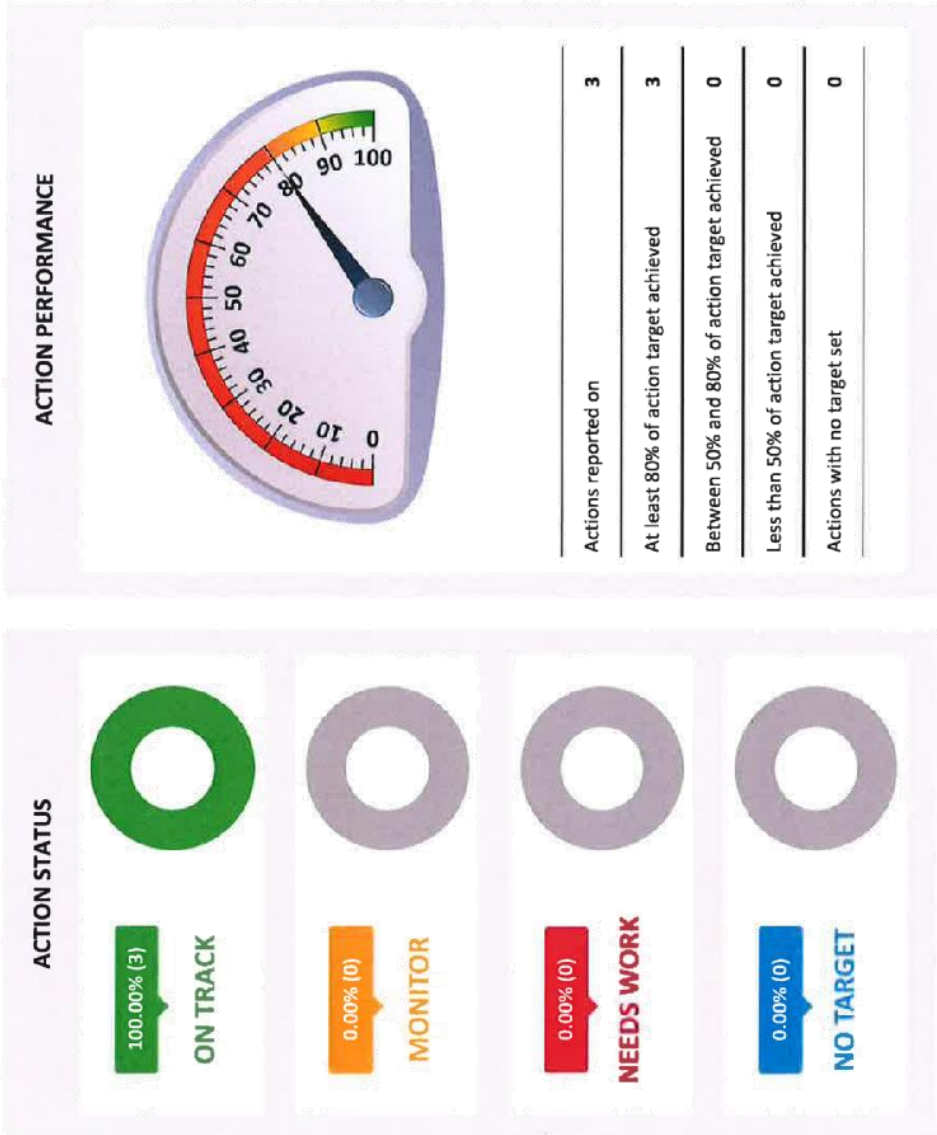 ACTION STATUS
100.00% (3)
ON TRACK
0.00% (0)
MONITOR
0.00% (0)
NEEDS WORK
0.00% (0)
NO TARGET
ACTION PERFORMANCE
0
10
20
30
40
50
60
70
80
90
100
Actions reported on 3
At least 80% of action target achieved 3
Between 50% and 80% of action target achieved 0
Less than 50% of action target achieved 0
Actions with no target set 0